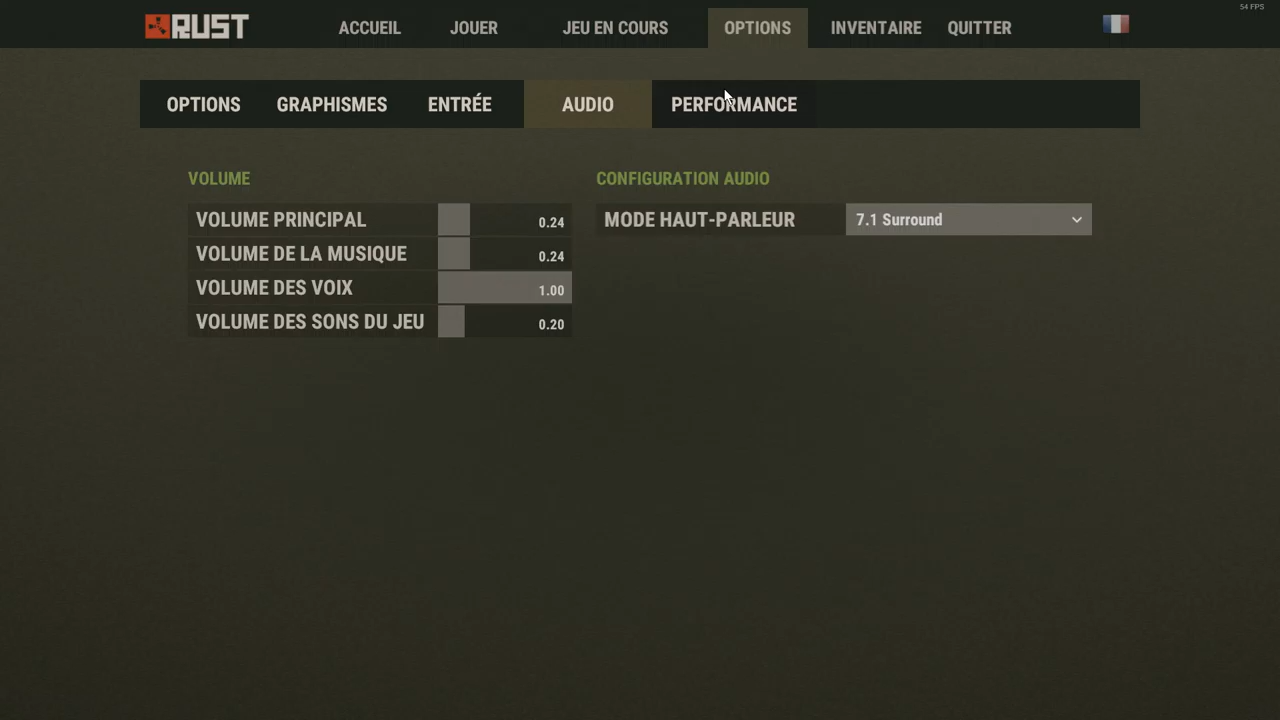 54 FPS
RUST
ACCUEIL
JOUER
JEU EN COURS
OPTIONS
INVENTAIRE
QUITTER
OPTIONS
GRAPHISMES
ENTRÉE
AUDIO
PERFORMANCE
VOLUME
VOLUME PRINCIPAL 0.24
VOLUME DE LA MUSIQUE 0.24
VOLUME DES VOIX 1.00
VOLUME DES SONS DU JEU 0.20
CONFIGURATION AUDIO
MODE HAUT-PARLEUR 7.1 Surround